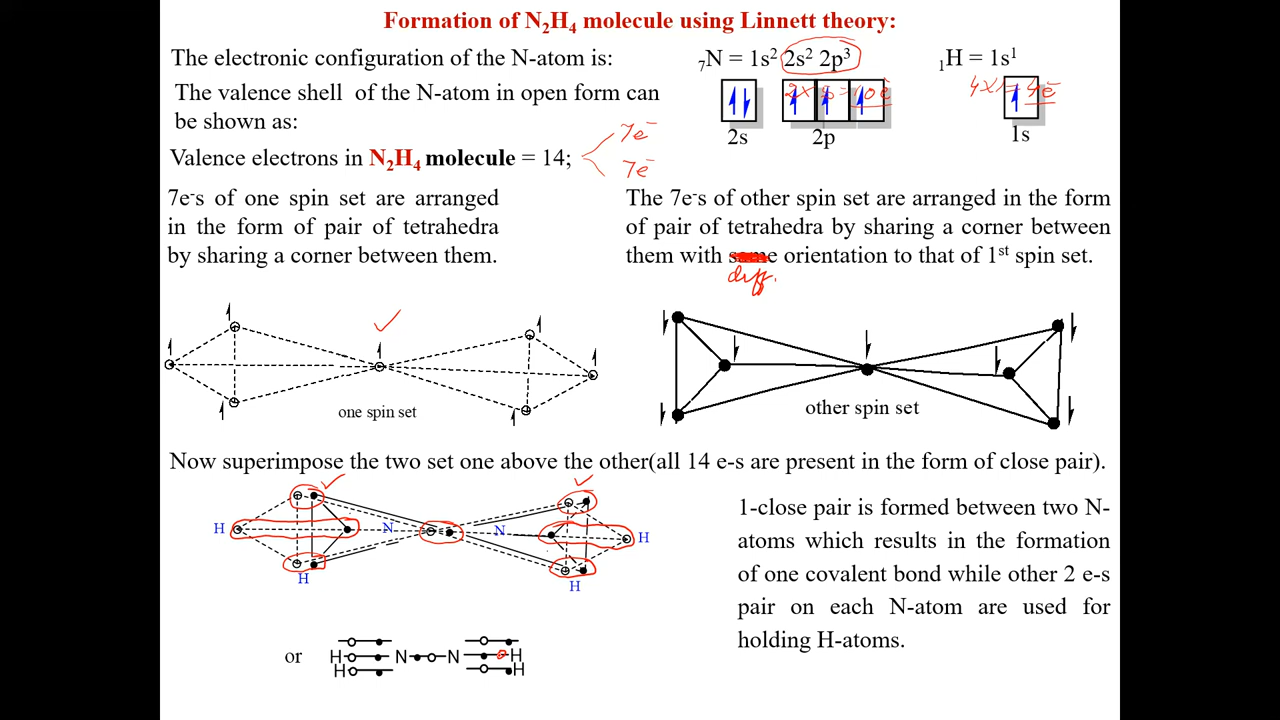 Formation of N₂H₄ molecule using Linnett theory:
The electronic configuration of the N-atom is:
₇N = 1s² 2s² 2p³
₁H = 1s¹
The valence shell of the N-atom in open form can
be shown as:
2 x 5 = 10e⁻
4x1 = 4e⁻
2s
2p
1s
Valence electrons in N₂H₄ molecule = 14;
7e⁻
7e⁻
7e⁻s of one spin set are arranged
in the form of pair of tetrahedra
by sharing a corner between them.
The 7e⁻s of other spin set are arranged in the form
of pair of tetrahedra by sharing a corner between
them with same orientation to that of 1ˢᵗ spin set.
diff.
one spin set
other spin set
Now superimpose the two set one above the other(all 14 e-s are present in the form of close pair).
H N N H
H H
1-close pair is formed between two N-
atoms which results in the formation
of one covalent bond while other 2 e-s
pair on each N-atom are used for
holding H-atoms.
or
H N N H
H H